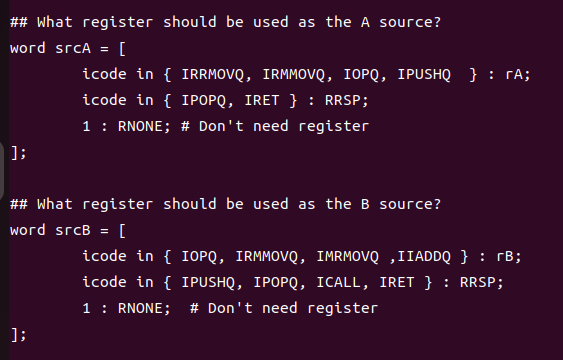 ## What register should be used as the A source?
word srcA = [
        icode in { IRRMOVQ, IRMMOVQ, IOPQ, IPUSHQ  } : rA;
        icode in { IPOPQ, IRET } : RRSP;
        1 : RNONE; # Don't need register
];

## What register should be used as the B source?
word srcB = [
        icode in { IOPQ, IRMMOVQ, IMRMOVQ ,IIADDQ } : rB;
        icode in { IPUSHQ, IPOPQ, ICALL, IRET } : RRSP;
        1 : RNONE;  # Don't need register
];